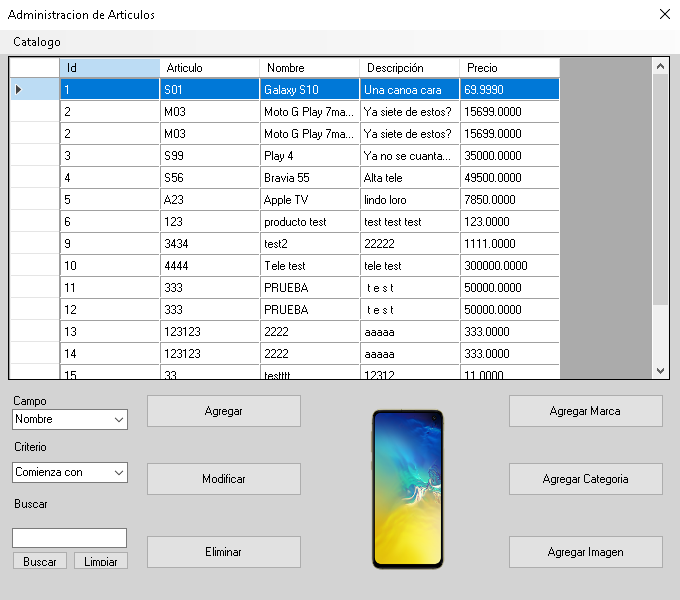 Administracion de Articulos
Catalogo
Id Articulo Nombre Descripción Precio
1 S01 Galaxy S10 Una canoa cara 69.9990
2 M03 Moto G Play 7ma... Ya siete de estos? 15699.0000
2 M03 Moto G Play 7ma... Ya siete de estos? 15699.0000
3 S99 Play 4 Ya no se cuanta... 35000.0000
4 S56 Bravia 55 Alta tele 49500.0000
5 A23 Apple TV lindo loro 7850.0000
6 123 producto test test test test 123.0000
9 3434 test2 22222 1111.0000
10 4444 Tele test tele test 300000.0000
11 333 PRUEBA t e s t 50000.0000
12 333 PRUEBA t e s t 50000.0000
13 123123 2222 aaaaa 333.0000
14 123123 2222 aaaaa 333.0000
15 33 testttt 12312 11.0000
Campo
Nombre
Agregar
Agregar Marca
Criterio
Comienza con
Modificar
Agregar Categoria
Buscar
Buscar Limpiar
Eliminar
Agregar Imagen